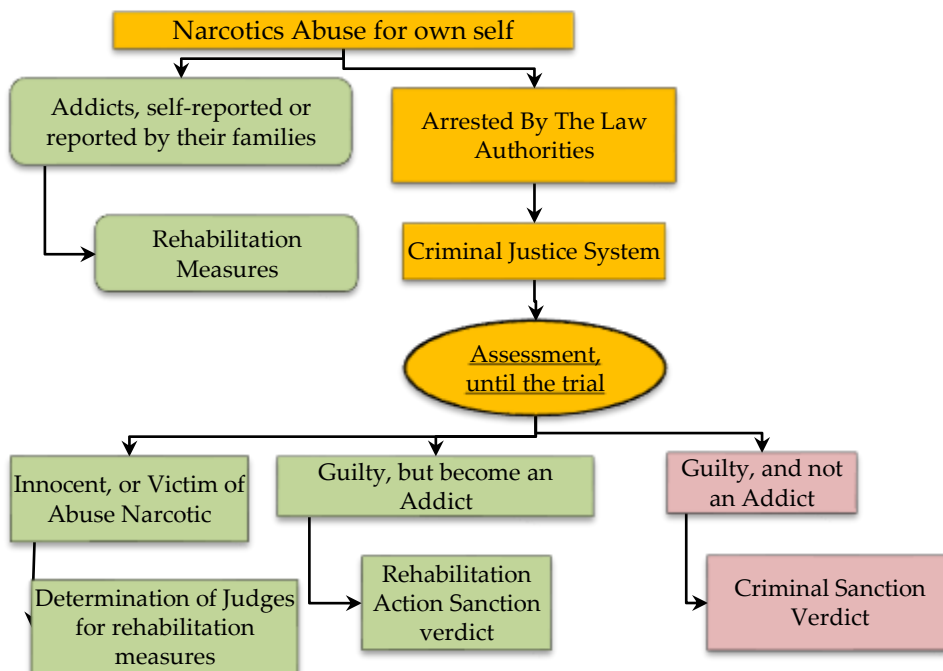 Narcotics Abuse for own self
Addicts, self-reported or
reported by their families
Arrested By The Law
Authorities
Rehabilitation
Measures
Criminal Justice System
Assessment,
until the trial
Innocent, or Victim of
Abuse Narcotic
Guilty, but become an
Addict
Guilty, and not
an Addict
Determination of Judges
for rehabilitation
measures
Rehabilitation
Action Sanction
verdict
Criminal Sanction
Verdict